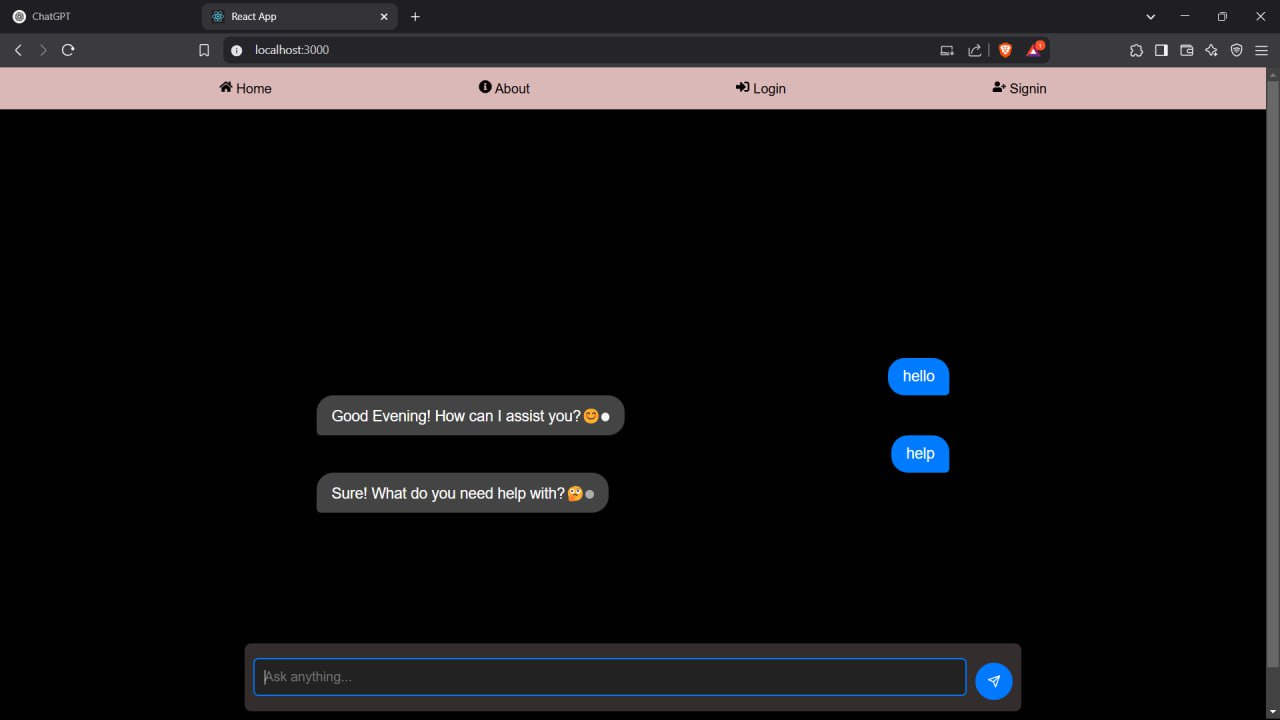 ChatGPT
React App
localhost:3000
1
Home
About
Login
Signin
hello
Good Evening! How can I assist you?😊
help
Sure! What do you need help with?🤔
Ask anything...